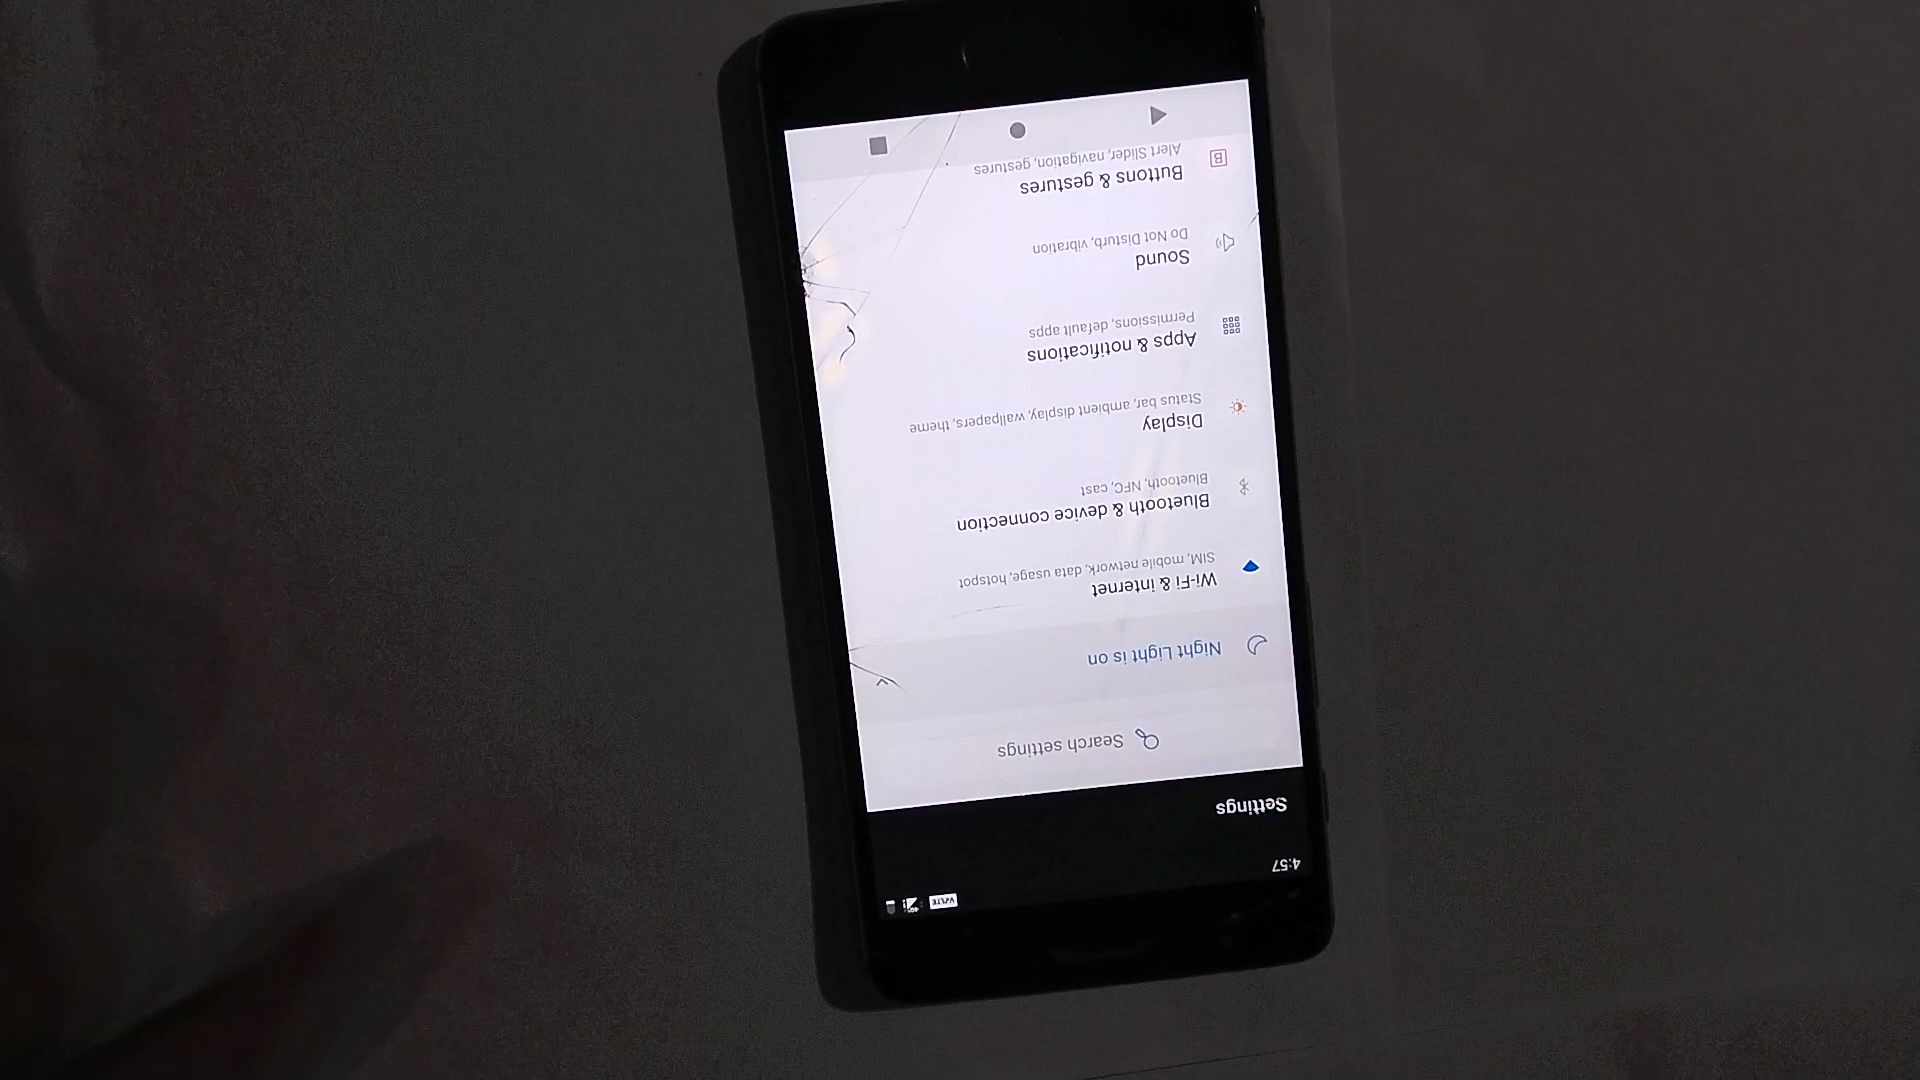 4:57
VoLTE
Settings
Search settings
Night Light is on
Wi-Fi & internet
SIM, mobile network, data usage, hotspot
Bluetooth & device connection
Bluetooth, NFC, cast
Display
Status bar, ambient display, wallpapers, theme
Apps & notifications
Permissions, default apps
Sound
Do Not Disturb, vibration
B
Buttons & gestures
Alert Slider, navigation, gestures